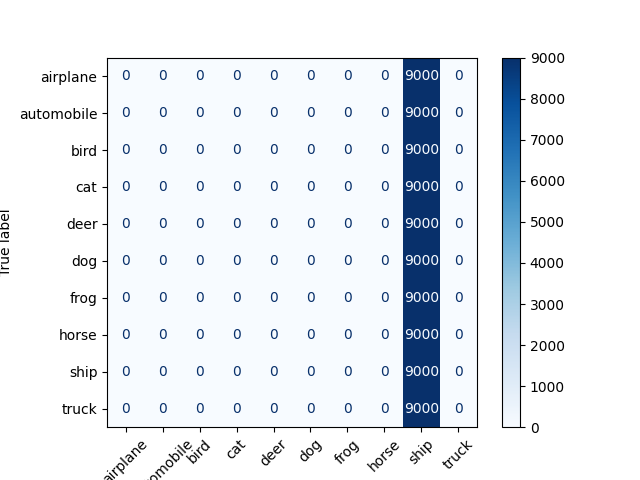 airplane 0 0 0 0 0 0 0 0 9000 0
automobile 0 0 0 0 0 0 0 0 9000 0
bird 0 0 0 0 0 0 0 0 9000 0
cat 0 0 0 0 0 0 0 0 9000 0
deer 0 0 0 0 0 0 0 0 9000 0
dog 0 0 0 0 0 0 0 0 9000 0
frog 0 0 0 0 0 0 0 0 9000 0
horse 0 0 0 0 0 0 0 0 9000 0
ship 0 0 0 0 0 0 0 0 9000 0
truck 0 0 0 0 0 0 0 0 9000 0
True label
airplane omobile bird cat deer dog frog horse ship truck
9000
8000
7000
6000
5000
4000
3000
2000
1000
0